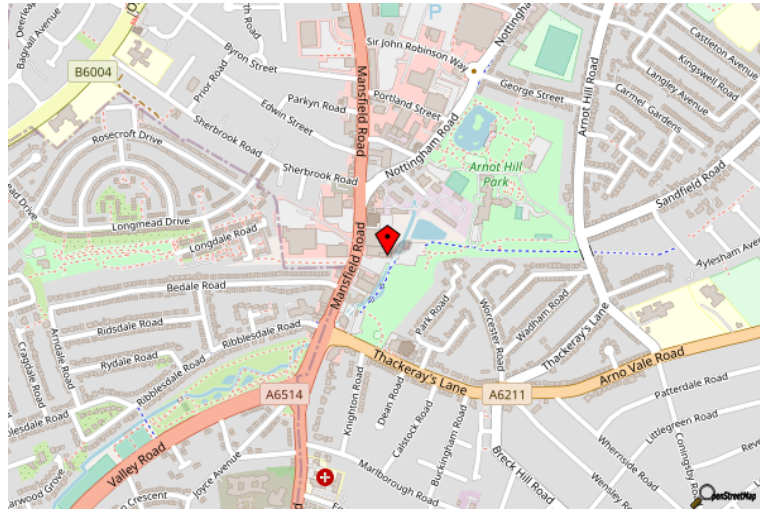 Deerleap
Bagnall Avenue
B6004
Byron Street
Prior Road
Mansfield Road
Sir John Robinson Way
P
Nottingham
George Street
Castleton Avenue
Kingswell Road
Langley Avenue
Carmel Gardens
Arnot Hill Road
Parkyn Road
Portland Street
Edwin Street
Nottingham Road
Rosecroft Drive
Sherbrook Road
Sherbrook Road
Arnot Hill
Park
Sandfield Road
Longmead Drive
Longdale Road
Mansfield Road
Aylesham Avenue
Bedale Road
Park Road
Worcester Road
Wadham Road
Thackeray's Lane
Ridsdale Road
Ribblesdale Road
Arndale Road
Cragdale Road
Rydale Road
Ribblesdale Road
Thackeray's Lane
Arno Vale Road
A6514
A6211
Knighton Road
Dean Road
Calstock Road
Buckingham Road
Patterdale Road
Littlegreen Road
Coningsby Road
Whernside Road
Wensley Road
Breck Hill Road
Valley Road
Joyce Avenue
Marlborough Road
Crescent
OpenStreetMap